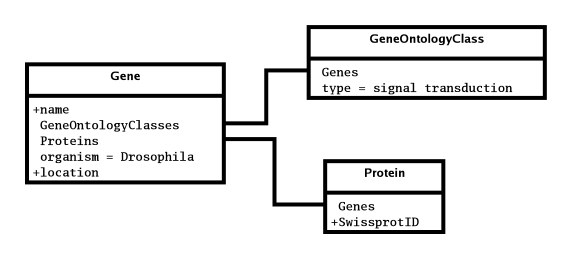 Gene
+name
GeneOntologyClasses
Proteins
organism = Drosophila
+location
GeneOntologyClass
Genes
type = signal transduction
Protein
Genes
+SwissprotID